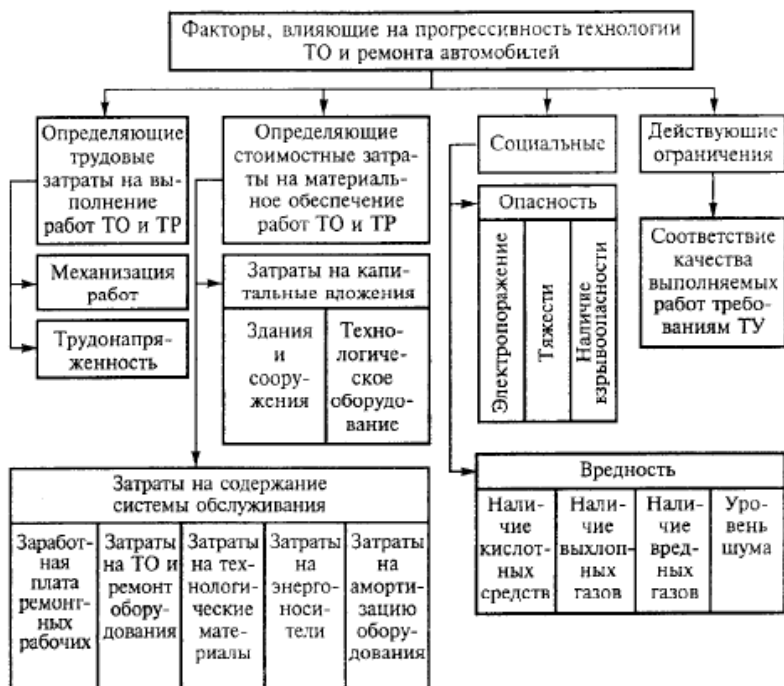 Факторы, влияющие на прогрессивность технологии
ТО и ремонта автомобилей
Определяющие
трудовые
затраты на вы-
полнение
работ ТО и ТР
Механизация
работ
Трудонапря-
женность
Определяющие
стоимостные затра-
ты на материаль-
ное обеспечение
работ ТО и ТР
Затраты на капи-
тальные вложения
Здания
и
соору-
жения
Техно-
логиче-
ское
оборудо-
вание
Затраты на содержание
системы обслуживания
Заработ-
ная
плата
ремонт-
ных
рабочих
Затраты
на ТО и
ремонт
обору-
дования
Затраты
на тех-
нологи-
ческие
мате-
риалы
Затраты
на
энерго-
носи-
тели
Затраты
на
аморти-
зацию
обору-
дования
Социальные
Опасность
Электропоражение
Тяжести
Наличие
взрывоопасности
Вредность
Нали-
чие
кислот-
ных
средств
Нали-
чие
выхлоп-
ных
газов
Нали-
чие
вред-
ных
газов
Уро-
вень
шума
Действующие
ограничения
Соответствие
качества
выполняемых
работ требо-
ваниям ТУ